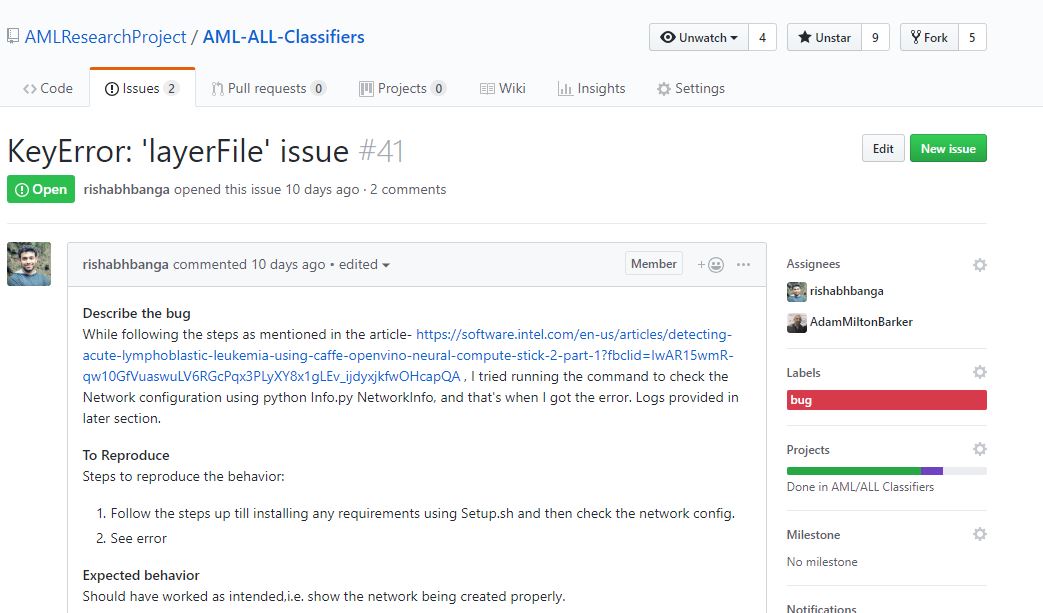 AMLResearchProject / AML-ALL-Classifiers
Unwatch 4
Unstar 9
Fork 5
Code
Issues 2
Pull requests 0
Projects 0
Wiki
Insights
Settings
KeyError: 'layerFile' issue #41
Edit
New issue
Open
rishabhbanga opened this issue 10 days ago · 2 comments
rishabhbanga commented 10 days ago • edited
Member
Describe the bug
While following the steps as mentioned in the article- https://software.intel.com/en-us/articles/detecting-
acute-lymphoblastic-leukemia-using-caffe-openvino-neural-compute-stick-2-part-1?fbclid=IwAR15wmR-
qw10GfVuaswuLV6RGcPqx3PLyXY8x1gLEv_ijdyxjkfwOHcapQA , I tried running the command to check the
Network configuration using python Info.py NetworkInfo, and that's when I got the error. Logs provided in
later section.
To Reproduce
Steps to reproduce the behavior:
1. Follow the steps up till installing any requirements using Setup.sh and then check the network config.
2. See error
Expected behavior
Should have worked as intended,i.e. show the network being created properly.
Assignees
rishabhbanga
AdamMiltonBarker
Labels
bug
Projects
Done in AML/ALL Classifiers
Milestone
No milestone
Notifications